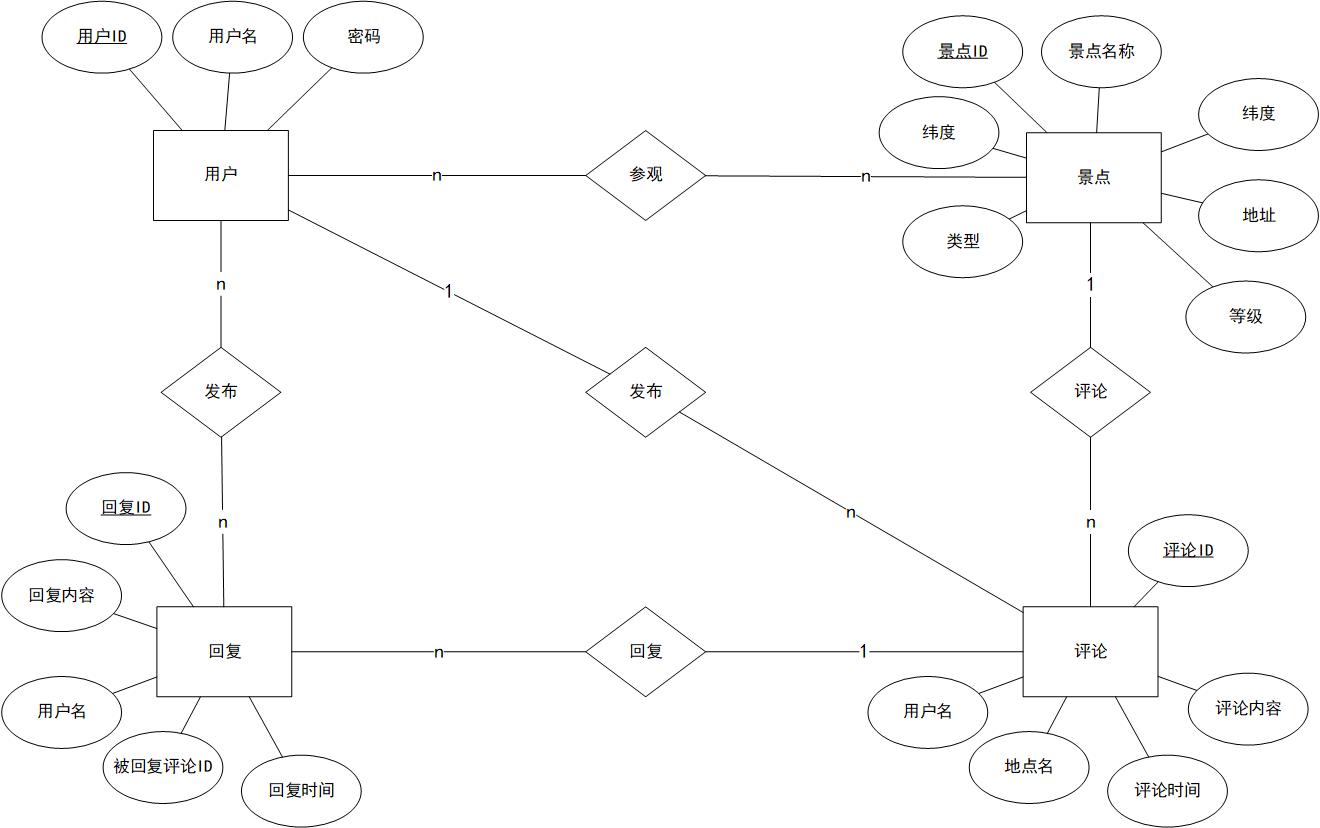 用户ID
用户名
密码
景点ID
景点名称
纬度
纬度
用户
n
参观
n
景点
地址
类型
n
1
1
等级
发布
发布
评论
回复ID
n
n
n
评论ID
回复内容
回复
n
回复
1
评论
用户名
用户名
评论内容
被回复评论ID
地点名
回复时间
评论时间